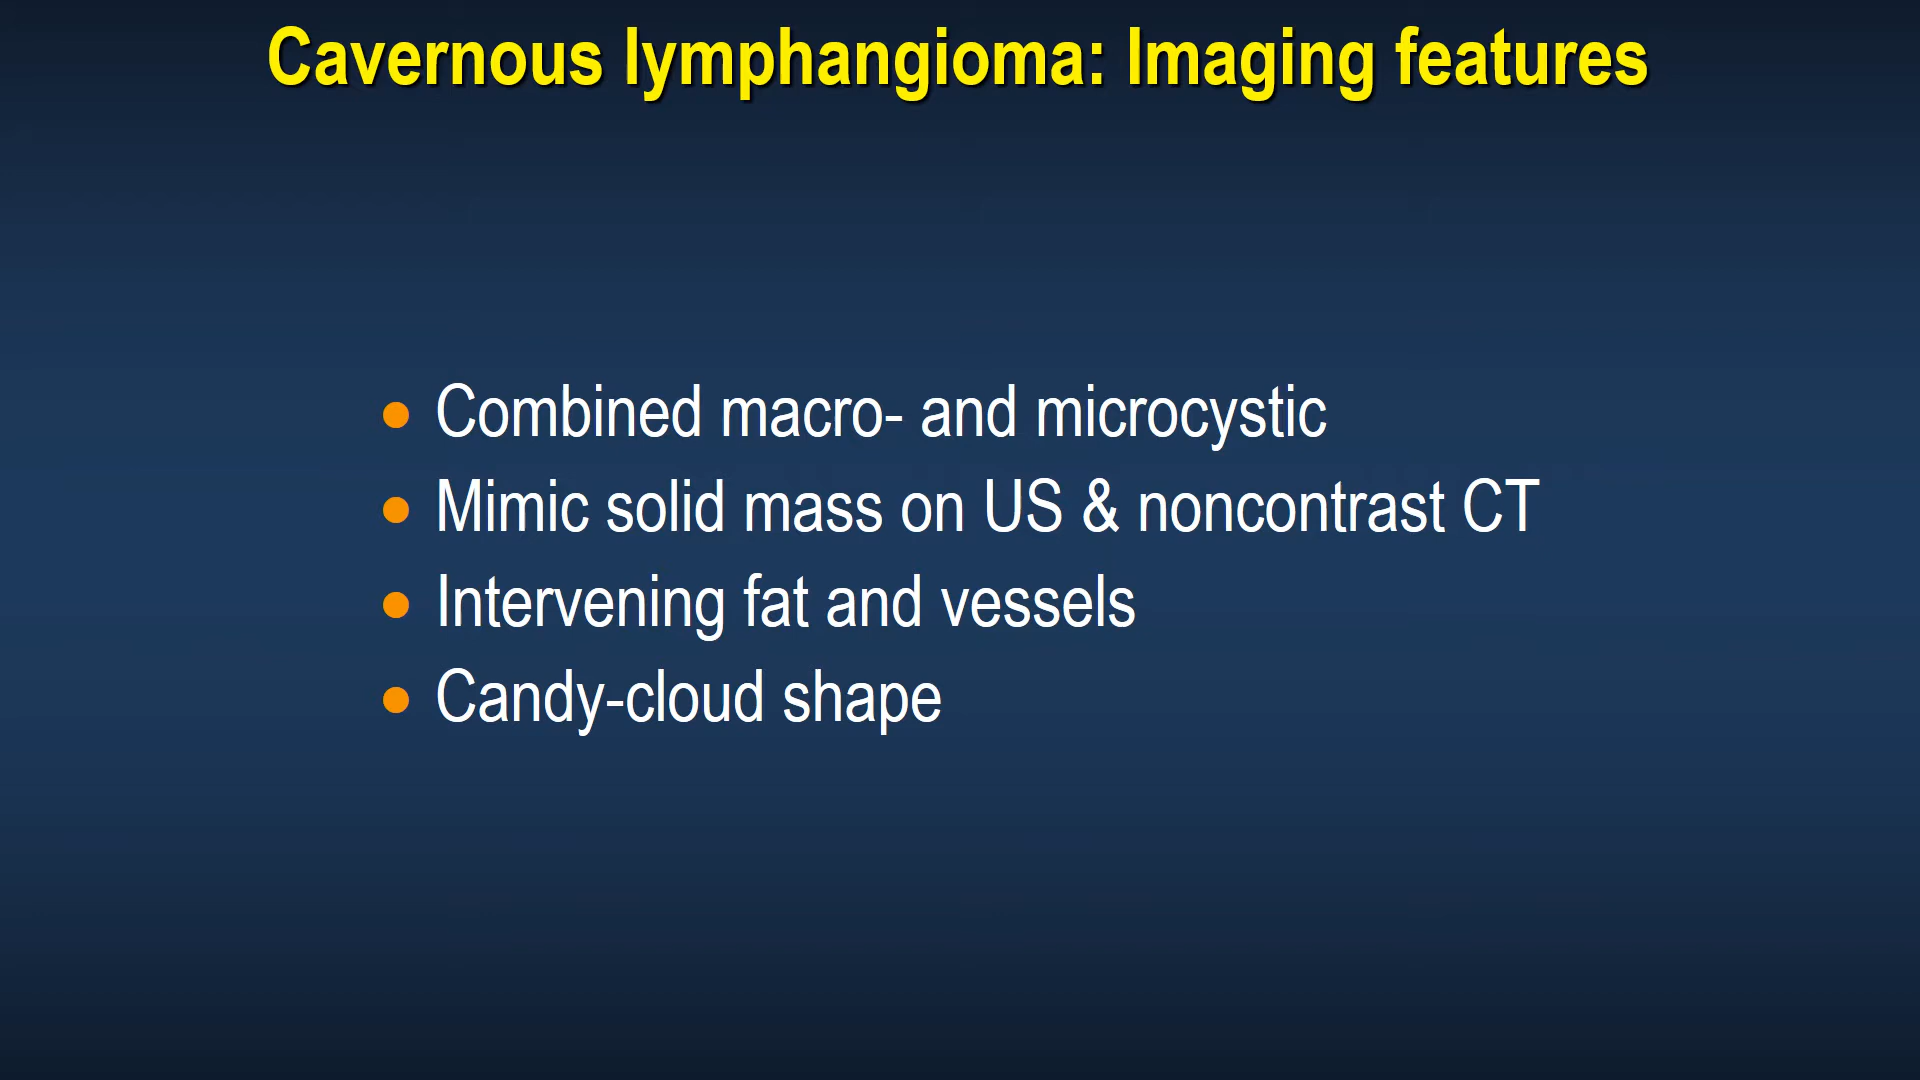 Cavernous lymphangioma: Imaging features
• Combined macro- and microcystic
• Mimic solid mass on US & noncontrast CT
• Intervening fat and vessels
• Candy-cloud shape